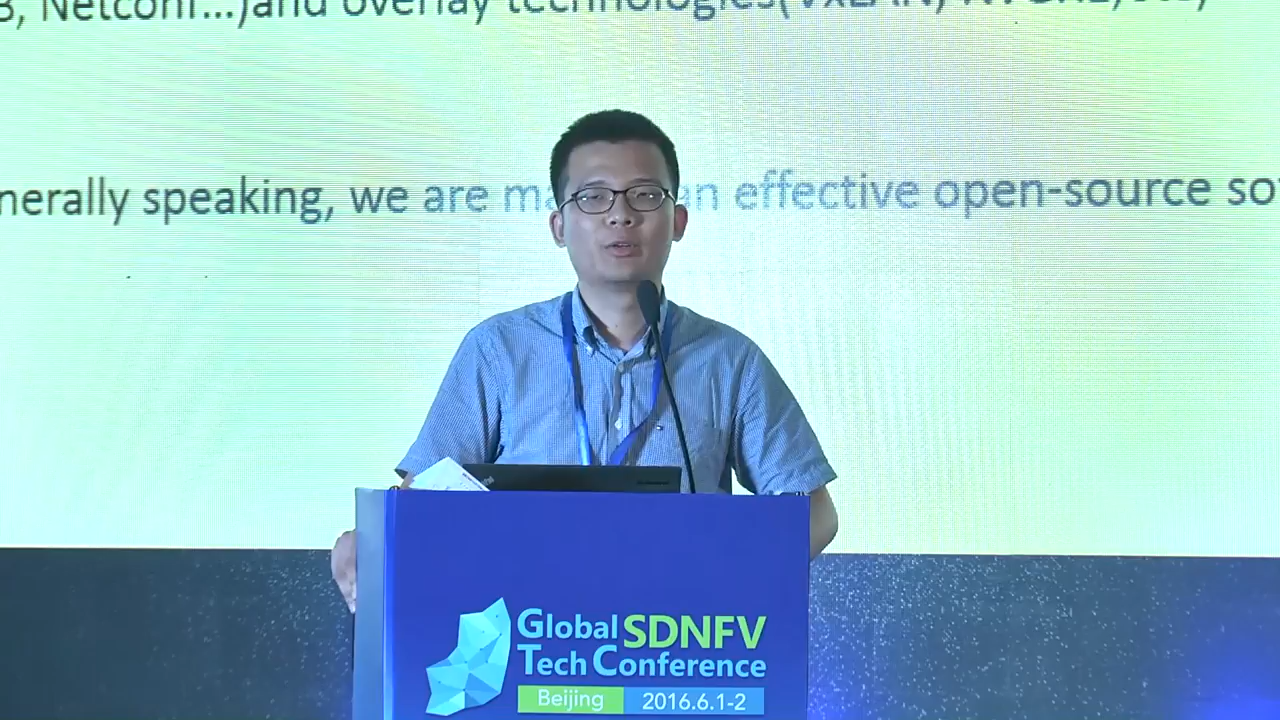 B, Netconf...)and overlay technologies(VXLAN, NVGRE, etc)
nerally speaking, we are ma an effective open-source so
Global SDNFV
Tech Conference
Beijing 2016.6.1-2